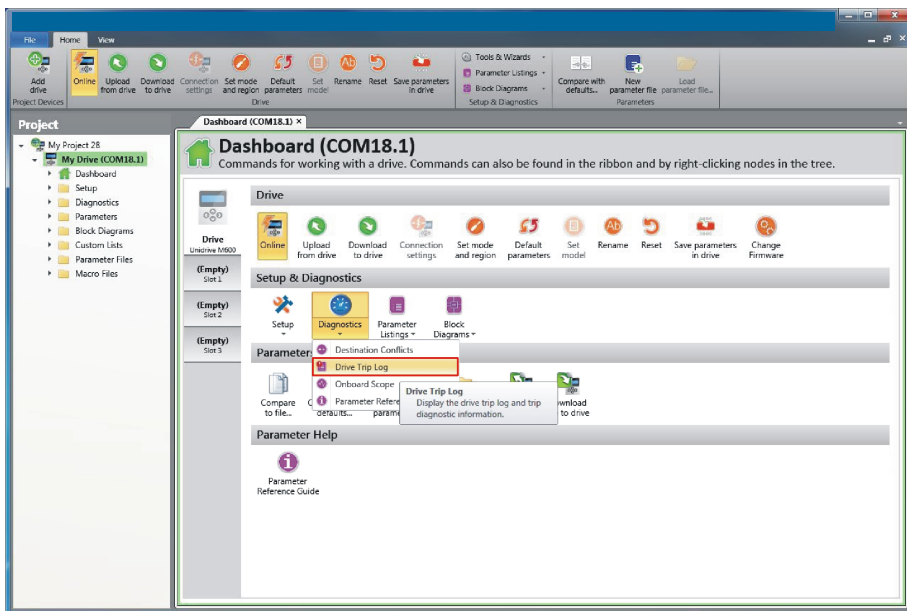 File Home View
Add drive
Online
Upload from drive
Download to drive
Connection settings
Set mode and region
Default parameters
Set model
Rename
Reset
Save parameters in drive
Tools & Wizards
Parameter Listings
Block Diagrams
Compare with defaults...
New parameter file
Load parameter file...
Project Devices
Drive
Setup & Diagnostics
Parameters
Project
My Project 28
My Drive (COM18.1)
Dashboard
Setup
Diagnostics
Parameters
Block Diagrams
Custom Lists
Parameter Files
Macro Files
Dashboard (COM18.1) ×
Dashboard (COM18.1)
Commands for working with a drive. Commands can also be found in the ribbon and by right-clicking nodes in the tree.
Drive
Unidrive M600
(Empty)
Slot 1
(Empty)
Slot 2
(Empty)
Slot 3
Drive
Online
Upload from drive
Download to drive
Connection settings
Set mode and region
Default parameters
Set model
Rename
Reset
Save parameters in drive
Change Firmware
Setup & Diagnostics
Setup
Diagnostics
Parameter Listings
Block Diagrams
Destination Conflicts
Drive Trip Log
Onboard Scope
Parameter Refere
Drive Trip Log
Display the drive trip log and trip
diagnostic information.
Parameter
Compare to file...
defaults...
param
wnload
to drive
Parameter Help
Parameter
Reference Guide